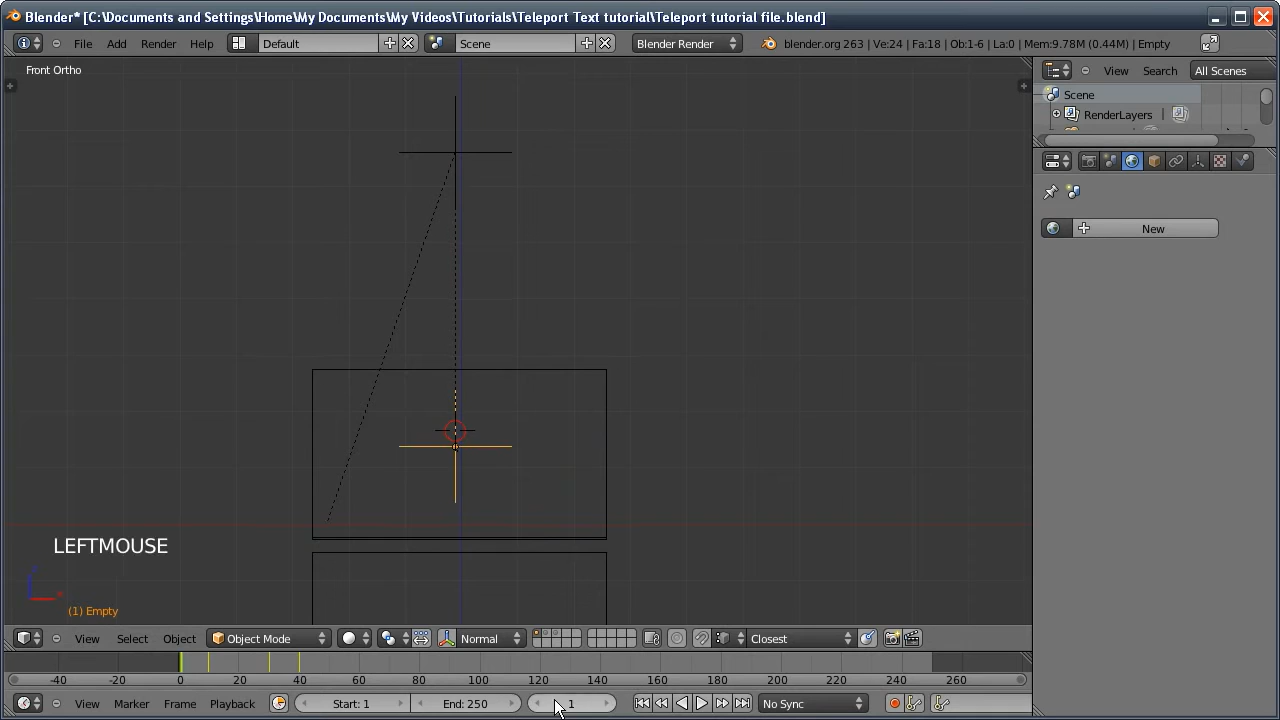 Blender* [C:\Documents and Settings\Home\My Documents\My Videos\Tutorials\Teleport Text tutorial\Teleport tutorial file.blend]
File Add Render Help Default Scene Blender Render blender.org 263 | Ve:24 | Fa:18 | Ob:1-6 | La:0 | Mem:9.78M (0.44M) | Empty
Front Ortho
View Search All Scenes
Scene
RenderLayers
New
LEFTMOUSE
(1) Empty
View Select Object Object Mode Normal Closest
-40 -20 0 20 40 60 80 100 120 140 160 180 200 220 240 260
View Marker Frame Playback Start: 1 End: 250 1 No Sync